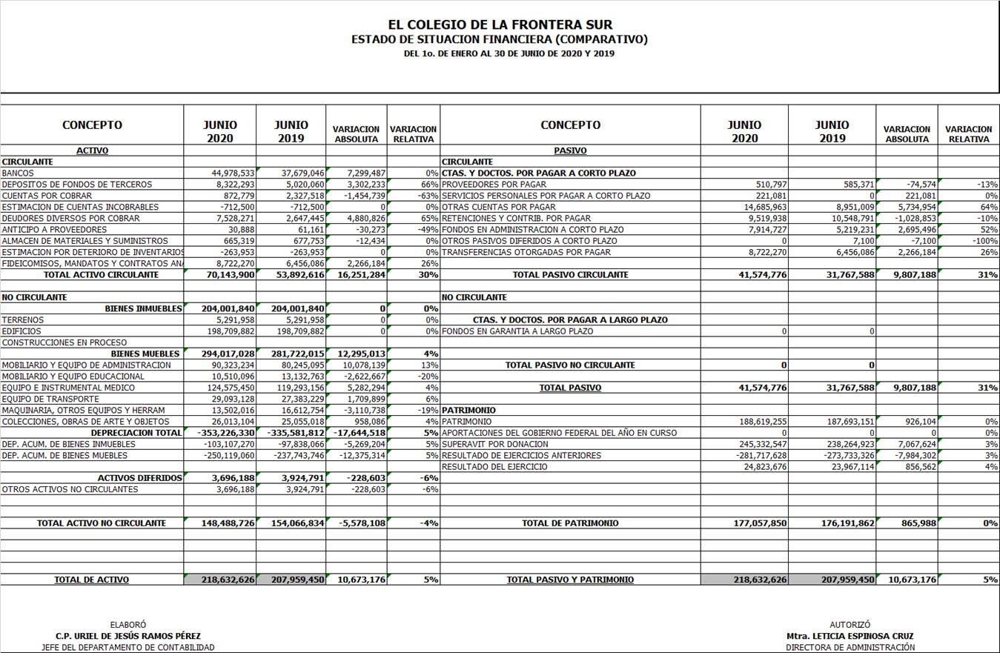 EL COLEGIO DE LA FRONTERA SUR
ESTADO DE SITUACION FINANCIERA (COMPARATIVO)
DEL 1o. DE ENERO AL 30 DE JUNIO DE 2020 Y 2019
CONCEPTO JUNIO 2020 JUNIO 2019 VARIACION ABSOLUTA VARIACION RELATIVA CONCEPTO JUNIO 2020 JUNIO 2019 VARIACION ABSOLUTA VARIACION RELATIVA
ACTIVO PASIVO
CIRCULANTE CIRCULANTE
BANCOS 44,978,533 37,679,046 7,299,487 0% CTAS. Y DOCTOS. POR PAGAR A CORTO PLAZO
DEPOSITOS DE FONDOS DE TERCEROS 8,322,293 5,020,060 3,302,233 66% PROVEEDORES POR PAGAR 510,797 585,371 -74,574 -13%
CUENTAS POR COBRAR 872,779 2,327,518 -1,454,739 -63% SERVICIOS PERSONALES POR PAGAR A CORTO PLAZO 221,081 0 221,081 0%
ESTIMACION DE CUENTAS INCOBRABLES -712,500 -712,500 0 0% OTRAS CUENTAS POR PAGAR 14,685,963 8,951,009 5,734,954 64%
DEUDORES DIVERSOS POR COBRAR 7,528,271 2,647,445 4,880,826 65% RETENCIONES Y CONTRIB. POR PAGAR 9,519,938 10,548,791 -1,028,853 -10%
ANTICIPO A PROVEEDORES 30,888 61,161 -30,273 -49% FONDOS EN ADMINISTRACION A CORTO PLAZO 7,914,727 5,219,231 2,695,496 52%
ALMACEN DE MATERIALES Y SUMINISTROS 665,319 677,753 -12,434 0% OTROS PASIVOS DIFERIDOS A CORTO PLAZO 0 7,100 -7,100 -100%
ESTIMACION POR DETERIORO DE INVENTARIOS -263,953 -263,953 0 0% TRANSFERENCIAS OTORGADAS POR PAGAR 8,722,270 6,456,086 2,266,184 26%
FIDEICOMISOS, MANDATOS Y CONTRATOS ANA 8,722,270 6,456,086 2,266,184 26%
TOTAL ACTIVO CIRCULANTE 70,143,900 53,892,616 16,251,284 30% TOTAL PASIVO CIRCULANTE 41,574,776 31,767,588 9,807,188 31%
NO CIRCULANTE NO CIRCULANTE
BIENES INMUEBLES 204,001,840 204,001,840 0 0%
TERRENOS 5,291,958 5,291,958 0 0% CTAS. Y DOCTOS. POR PAGAR A LARGO PLAZO
EDIFICIOS 198,709,882 198,709,882 0 0% FONDOS EN GARANTIA A LARGO PLAZO 0 0
CONSTRUCCIONES EN PROCESO
BIENES MUEBLES 294,017,028 281,722,015 12,295,013 4%
MOBILIARIO Y EQUIPO DE ADMINISTRACION 90,323,234 80,245,095 10,078,139 13% TOTAL PASIVO NO CIRCULANTE 0 0
MOBILIARIO Y EQUIPO EDUCACIONAL 10,510,096 13,132,763 -2,622,667 -20%
EQUIPO E INSTRUMENTAL MEDICO 124,575,450 119,293,156 5,282,294 4% TOTAL PASIVO 41,574,776 31,767,588 9,807,188 31%
EQUIPO DE TRANSPORTE 29,093,128 27,383,229 1,709,899 6%
MAQUINARIA, OTROS EQUIPOS Y HERRAM 13,502,016 16,612,754 -3,110,738 -19% PATRIMONIO
COLECCIONES, OBRAS DE ARTE Y OBJETOS 26,013,104 25,055,018 958,086 4% PATRIMONIO 188,619,255 187,693,151 926,104 0%
DEPRECIACION TOTAL -353,226,330 -335,581,812 -17,644,518 5% APORTACIONES DEL GOBIERNO FEDERAL DEL AÑO EN CURSO 0 0 0 0%
DEP. ACUM. DE BIENES INMUEBLES -103,107,270 -97,838,066 -5,269,204 5% SUPERAVIT POR DONACION 245,332,547 238,264,923 7,067,624 3%
DEP. ACUM. DE BIENES MUEBLES -250,119,060 -237,743,746 -12,375,314 5% RESULTADO DE EJERCICIOS ANTERIORES -281,717,628 -273,733,326 -7,984,302 3%
RESULTADO DEL EJERCICIO 24,823,676 23,967,114 856,562 4%
ACTIVOS DIFERIDOS 3,696,188 3,924,791 -228,603 -6%
OTROS ACTIVOS NO CIRCULANTES 3,696,188 3,924,791 -228,603 -6%
TOTAL ACTIVO NO CIRCULANTE 148,488,726 154,066,834 -5,578,108 -4% TOTAL DE PATRIMONIO 177,057,850 176,191,862 865,988 0%
TOTAL DE ACTIVO 218,632,626 207,959,450 10,673,176 5% TOTAL PASIVO Y PATRIMONIO 218,632,626 207,959,450 10,673,176 5%
ELABORÓ AUTORIZÓ
C.P. URIEL DE JESÚS RAMOS PÉREZ Mtra. LETICIA ESPINOSA CRUZ
JEFE DEL DEPARTAMENTO DE CONTABILIDAD DIRECTORA DE ADMINISTRACIÓN